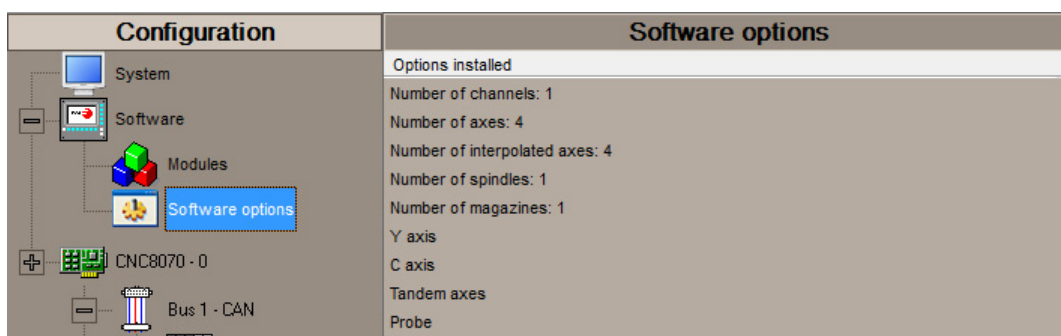 Configuration
System
Software
Modules
Software options
CNC8070 - 0
Bus 1 - CAN
Software options
Options installed
Number of channels: 1
Number of axes: 4
Number of interpolated axes: 4
Number of spindles: 1
Number of magazines: 1
Y axis
C axis
Tandem axes
Probe